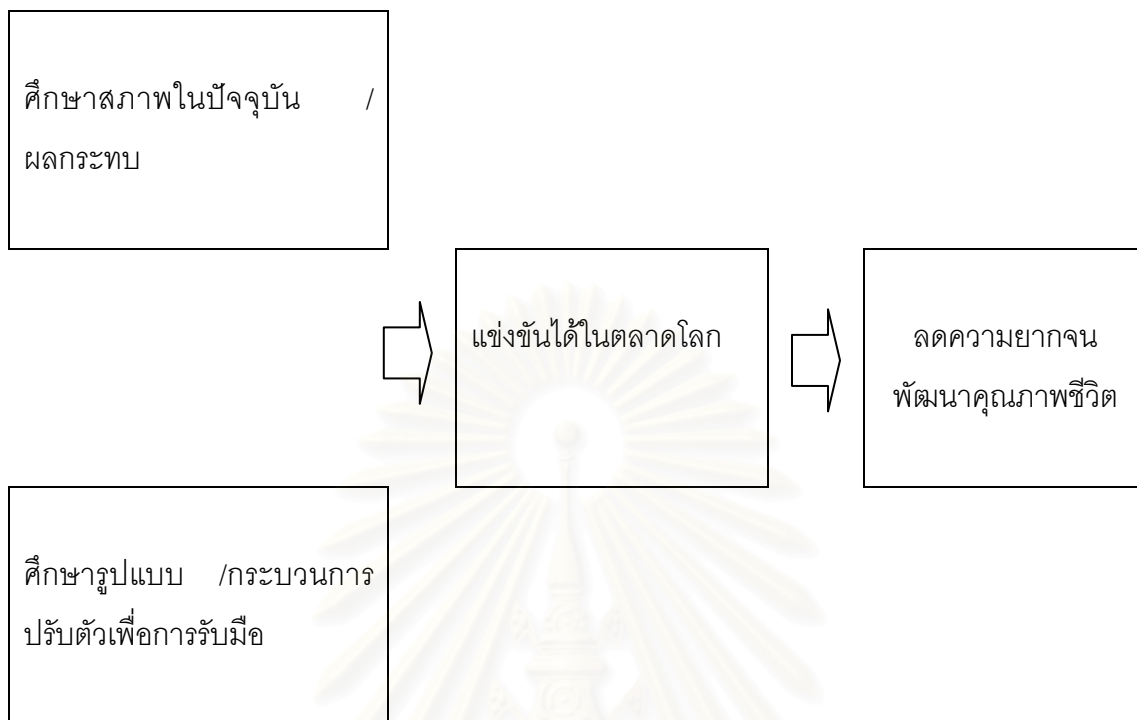 ศึกษาสภาพในปัจจุบัน /
ผลกระทบ
แข่งขันได้ในตลาดโลก
ลดความยากจน
พัฒนาคุณภาพชีวิต
ศึกษารูปแบบ /กระบวนการ
ปรับตัวเพื่อการรับมือ